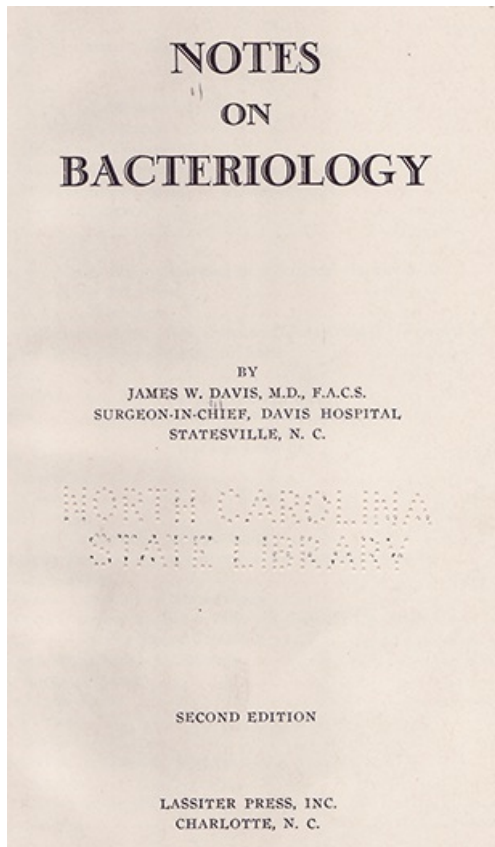 NOTES
ON
BACTERIOLOGY
BY
JAMES W. DAVIS, M.D., F.A.C.S.
SURGEON-IN-CHIEF, DAVIS HOSPITAL
STATESVILLE, N. C.
NORTH CAROLINA
STATE LIBRARY
SECOND EDITION
LASSITER PRESS, INC.
CHARLOTTE, N. C.